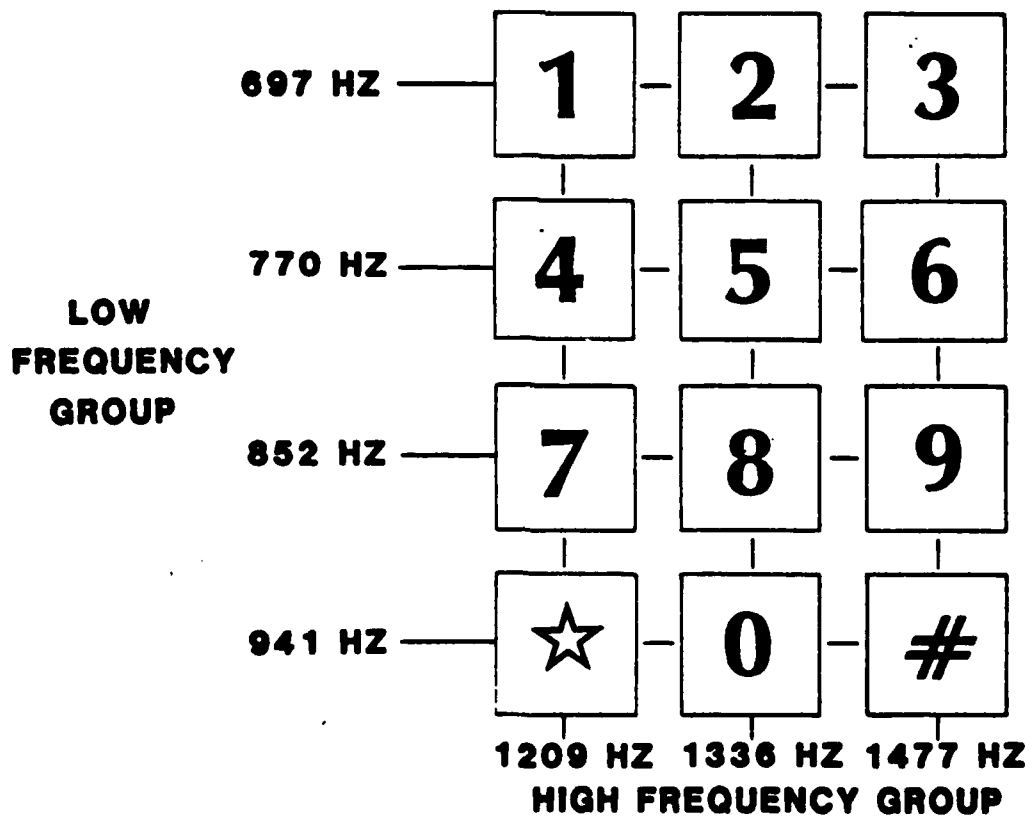 697 HZ 1 2 3
770 HZ 4 5 6
LOW
FREQUENCY
GROUP
852 HZ 7 8 9
941 HZ ☆ 0 #
1209 HZ 1336 HZ 1477 HZ
HIGH FREQUENCY GROUP